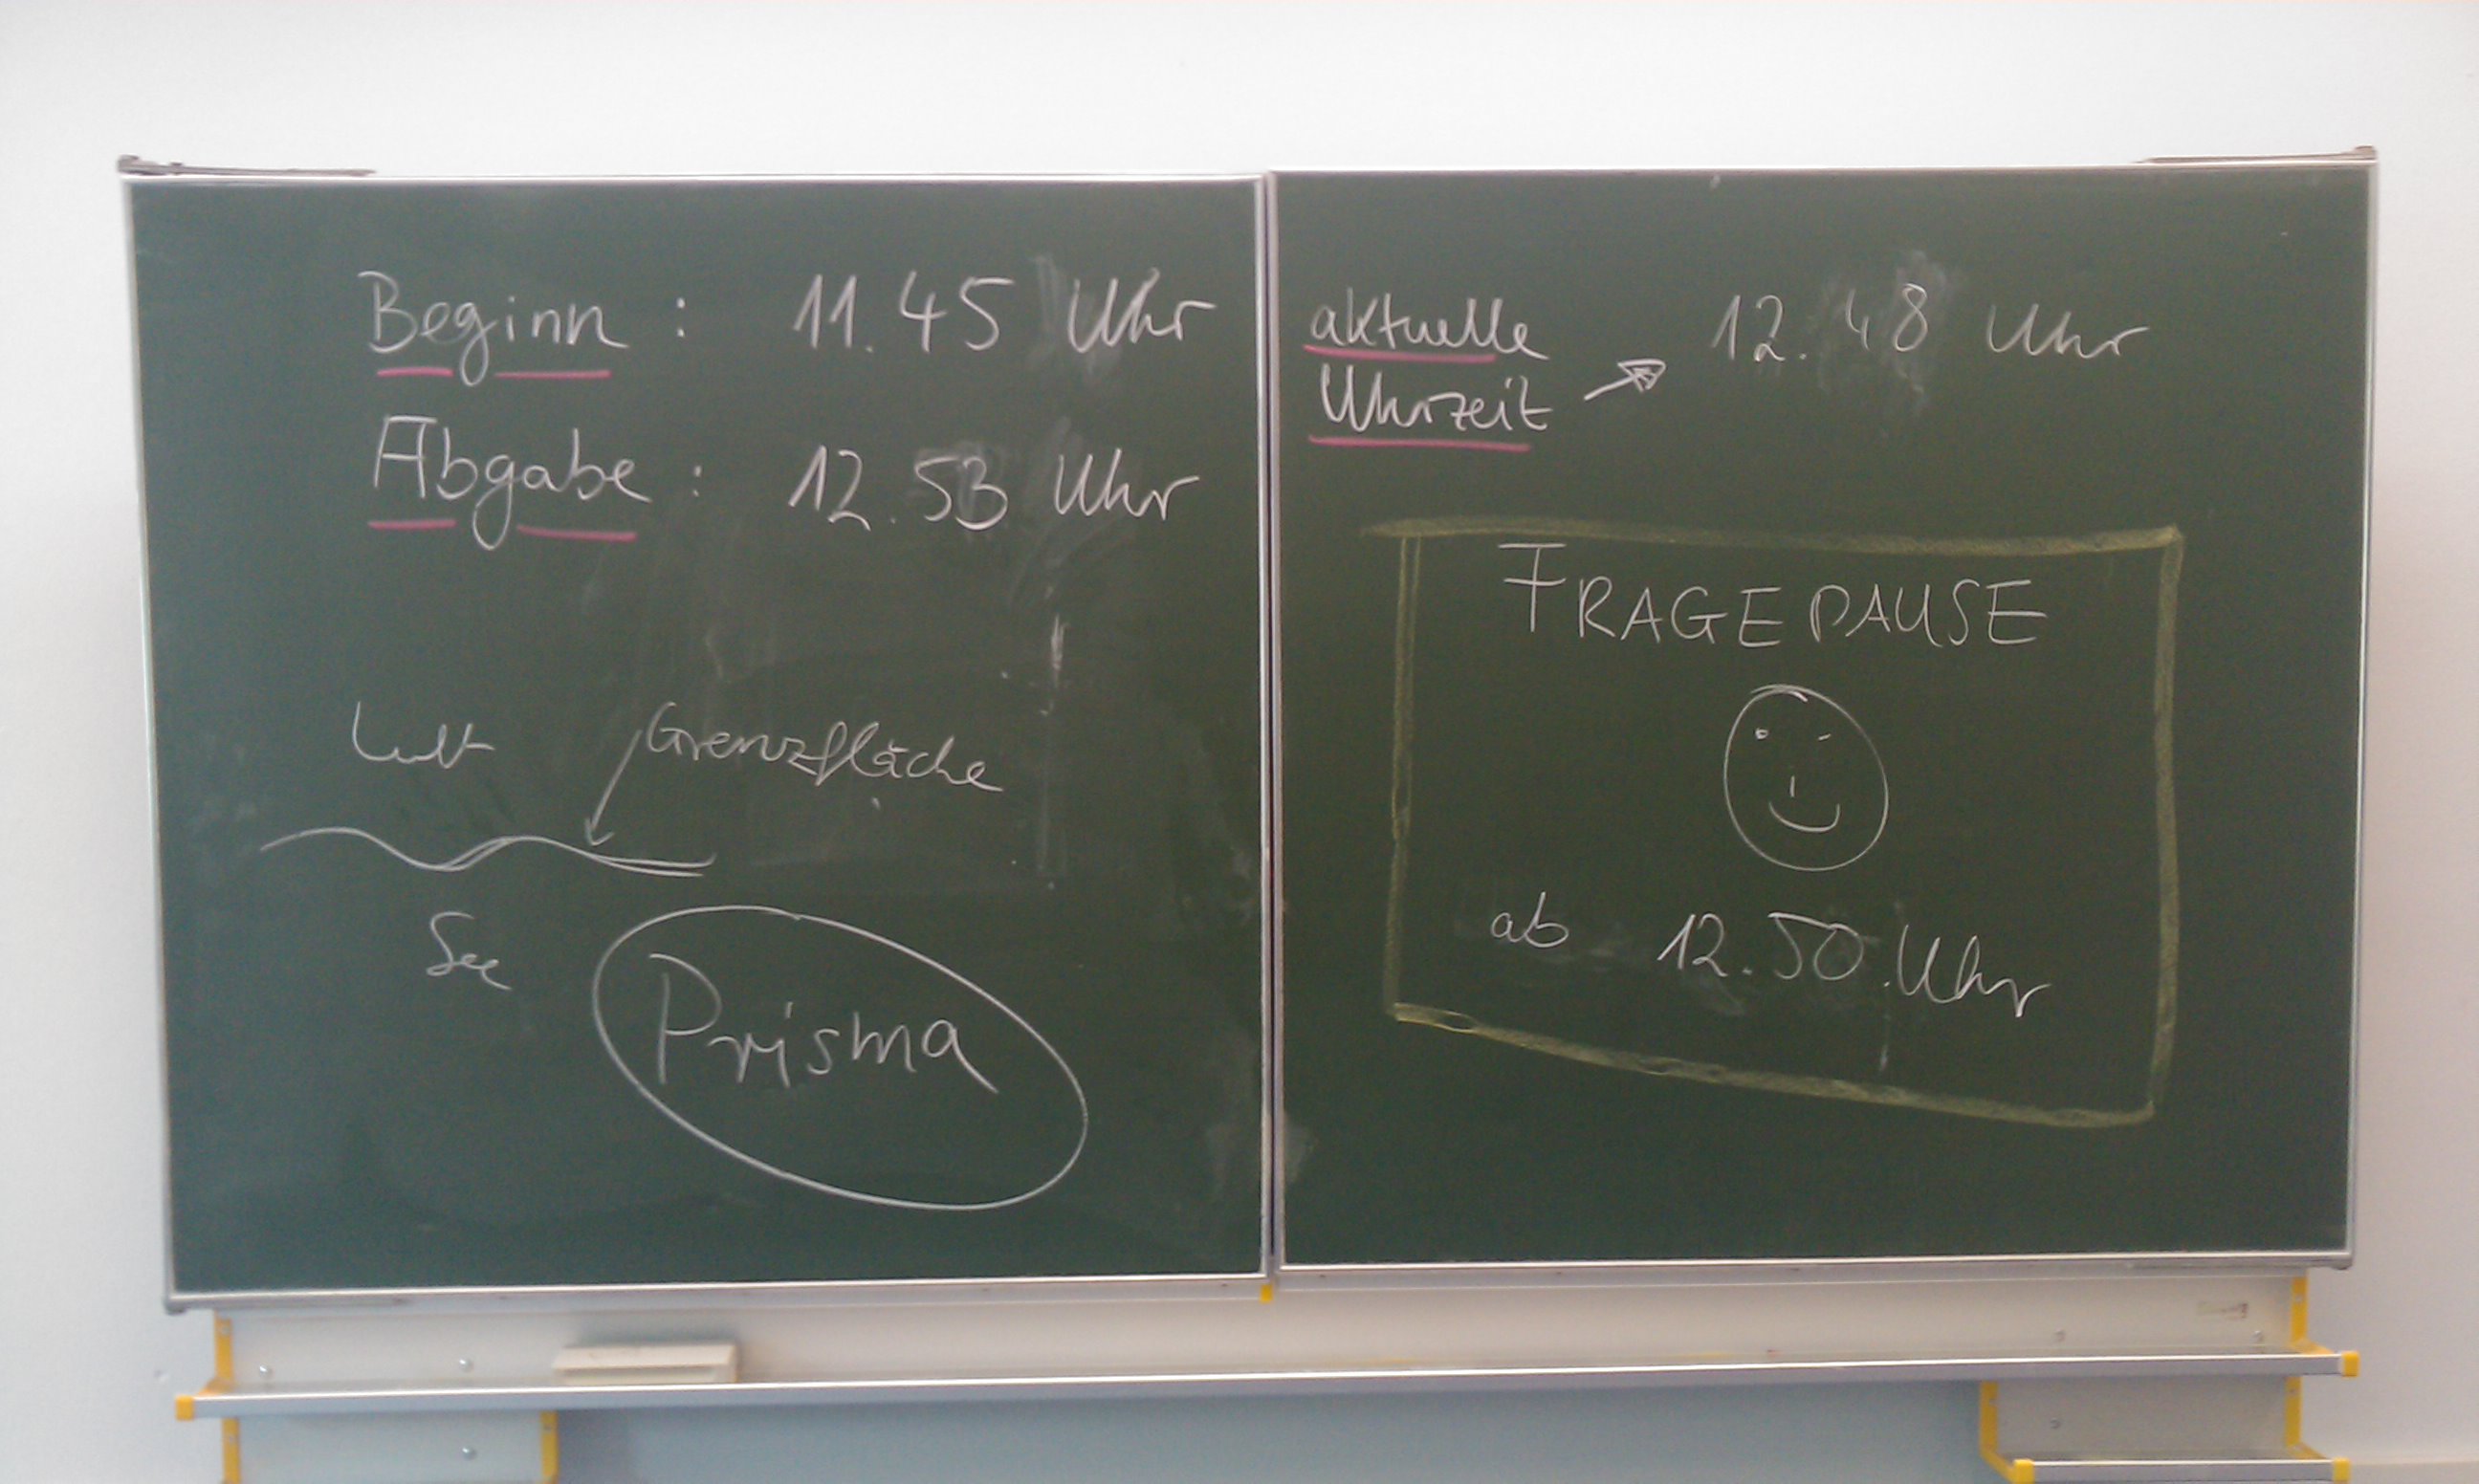 Beginn : 11.45 Uhr
Abgabe : 12.53 Uhr
Luft
Grenzfläche
See
Prisma
aktuelle
Uhrzeit
12.48 Uhr
FRAGEPAUSE
ab 12.50 Uhr